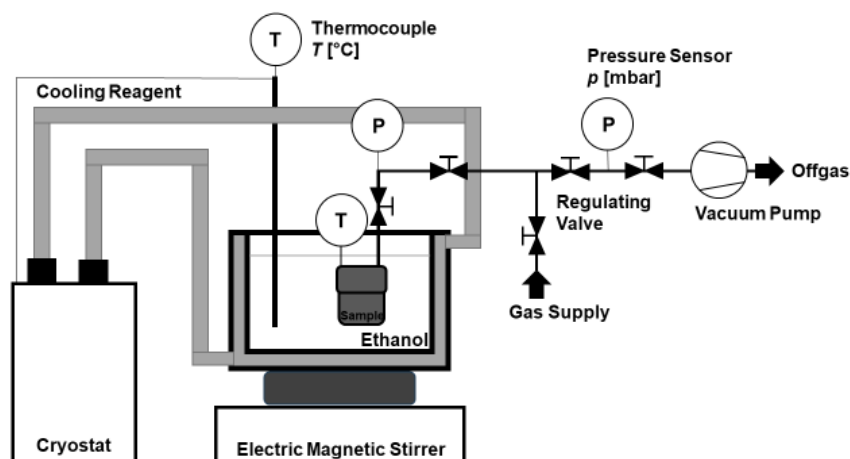 T
Thermocouple
T [°C]
Pressure Sensor
p [mbar]
Cooling Reagent
P
P
Offgas
Regulating
Valve
Vacuum Pump
T
Gas Supply
Sample
Ethanol
Cryostat
Electric Magnetic Stirrer